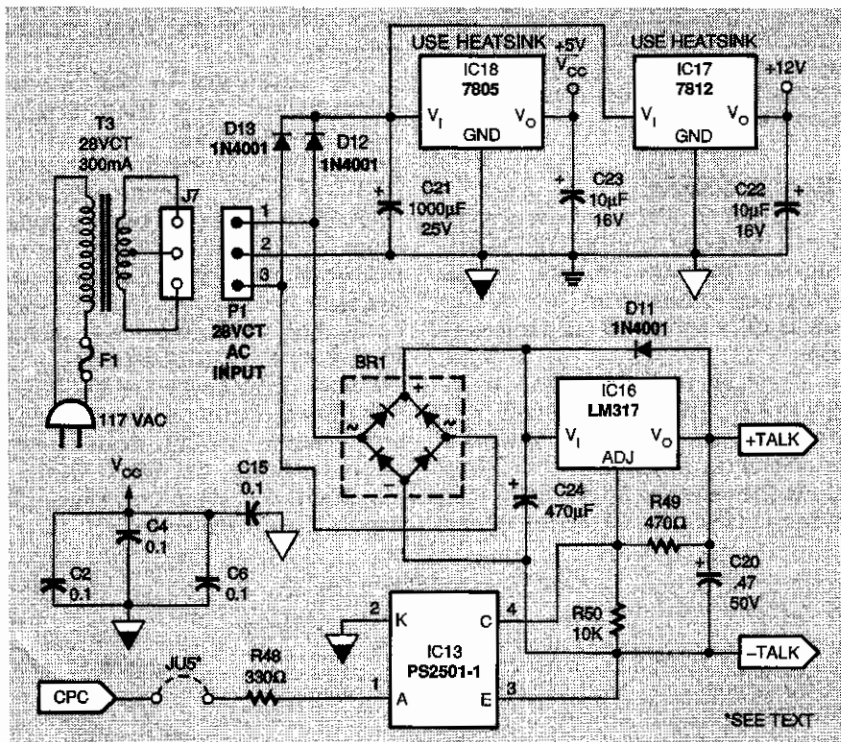 USE HEATSINK
+5V
USE HEATSINK
VCC
+12V
IC18
7805
IC17
7812
VI
VO
GND
VI
VO
GND
T3
28VCT
300mA
D13
1N4001
D12
1N4001
J7
1
2
3
P1
28VCT
AC
INPUT
F1
117 VAC
+
C21
1000µF
25V
+
C23
10µF
16V
C22
10µF
16V
+
D11
1N4001
BR1
+
~
~
−
IC16
LM317
VI
VO
ADJ
+TALK
+
C24
470µF
R49
470Ω
+
C20
.47
50V
R50
10K
−TALK
VCC
C15
0.1
C4
0.1
C2
0.1
C6
0.1
2
K
C
4
IC13
PS2501-1
1
A
E
3
CPC
JU5*
R48
330Ω
*SEE TEXT